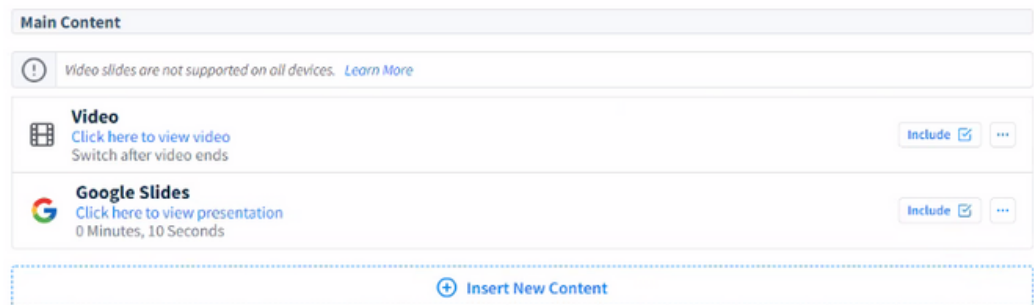 Main Content
Video slides are not supported on all devices. Learn More
Video
Click here to view video
Switch after video ends
Include
Google Slides
Click here to view presentation
0 Minutes, 10 Seconds
Include
Insert New Content